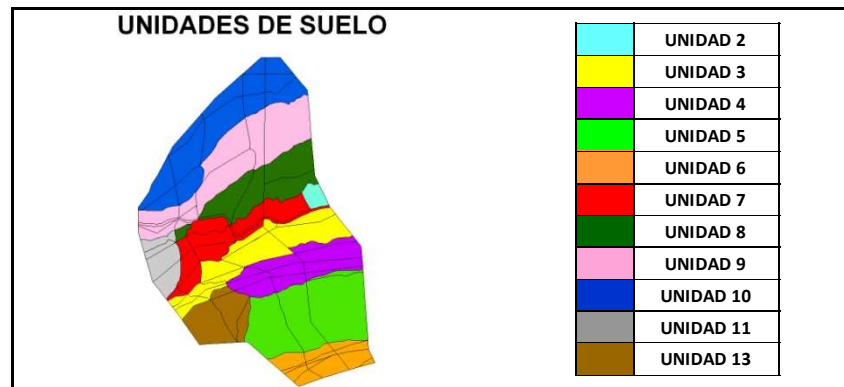 UNIDADES DE SUELO
UNIDAD 2
UNIDAD 3
UNIDAD 4
UNIDAD 5
UNIDAD 6
UNIDAD 7
UNIDAD 8
UNIDAD 9
UNIDAD 10
UNIDAD 11
UNIDAD 13